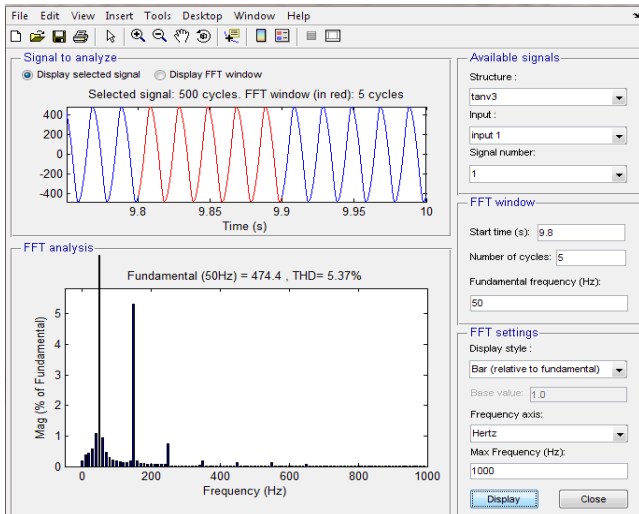 File Edit View Insert Tools Desktop Window Help
Signal to analyze
Display selected signal Display FFT window
Selected signal: 500 cycles. FFT window (in red): 5 cycles
400
200
0
-200
-400
9.8 9.85 9.9 9.95 10
Time (s)
FFT analysis
Fundamental (50Hz) = 474.4 , THD= 5.37%
Mag (% of Fundamental)
5
4
3
2
1
0
0 200 400 600 800 1000
Frequency (Hz)
Available signals
Structure :
tanv3
Input :
input 1
Signal number:
1
FFT window
Start time (s): 9.8
Number of cycles: 5
Fundamental frequency (Hz):
50
FFT settings
Display style :
Bar (relative to fundamental)
Base value: 1.0
Frequency axis:
Hertz
Max Frequency (Hz):
1000
Display Close